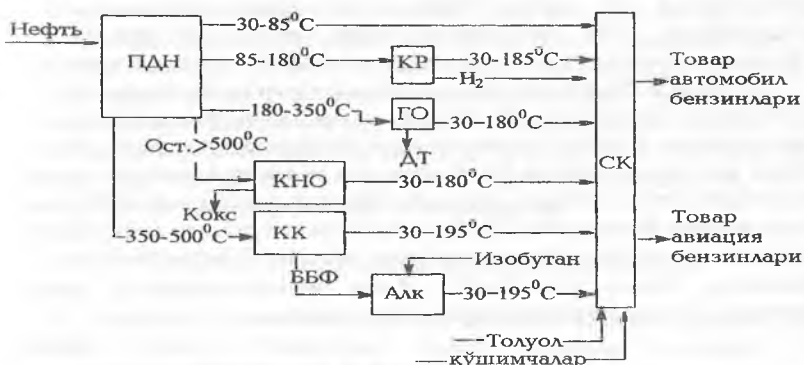 30-85⁰C
Нефть
ПДН
85-180⁰C
КР
30-185⁰C
H₂
Товар
автомобил
бензинлари
180-350⁰C
ГО
30-180⁰C
Ост.>500⁰C
ДТ
СК
КНО
30-180⁰C
Кокс
350-500⁰C
КК
30-195⁰C
Товар
авиация
бензинлари
ББФ
Изобутан
Алк
30-195⁰C
Толуол
қўшимчалар